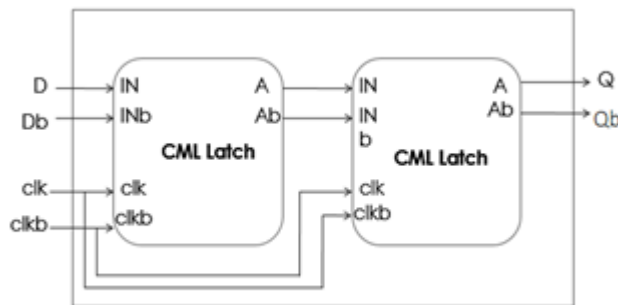 D
Db
clk
clkb
IN
A
INb
Ab
CML Latch
clk
clkb
IN
A
IN
b
Ab
CML Latch
clk
clkb
Q
Qb